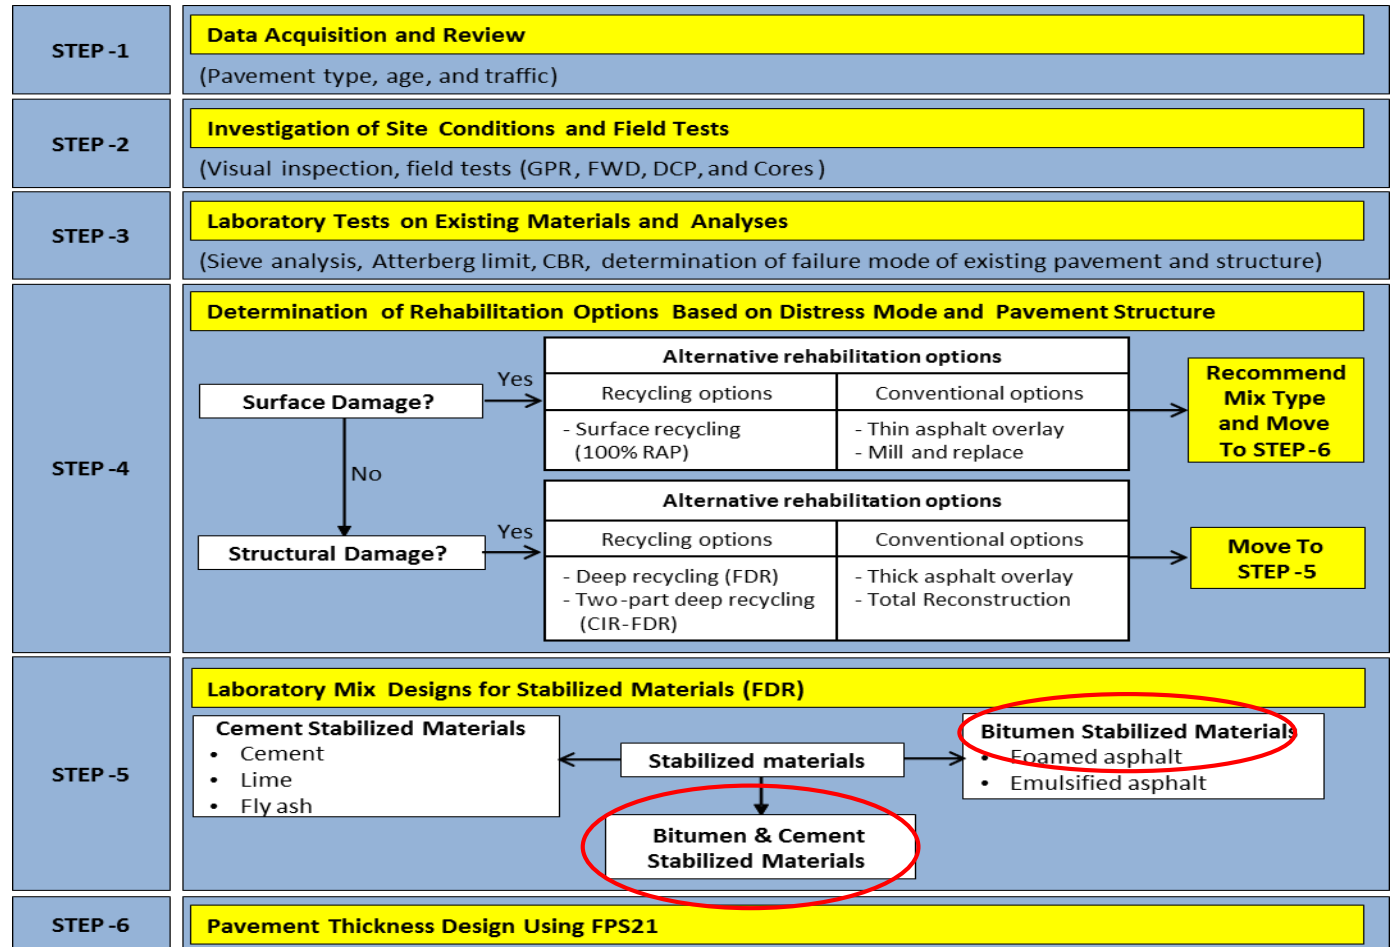 STEP-1
Data Acquisition and Review
(Pavement type, age, and traffic)
STEP-2
Investigation of Site Conditions and Field Tests
(Visual inspection, field tests (GPR, FWD, DCP, and Cores)
STEP-3
Laboratory Tests on Existing Materials and Analyses
(Sieve analysis, Atterberg limit, CBR, determination of failure mode of existing pavement and structure)
STEP-4
Determination of Rehabilitation Options Based on Distress Mode and Pavement Structure
Surface Damage?
Yes
Alternative rehabilitation options
Recycling options
- Surface recycling
(100% RAP)
Conventional options
- Thin asphalt overlay
- Mill and replace
Recommend
Mix Type
and Move
To STEP-6
No
Structural Damage?
Yes
Alternative rehabilitation options
Recycling options
- Deep recycling (FDR)
- Two-part deep recycling
(CIR-FDR)
Conventional options
- Thick asphalt overlay
- Total Reconstruction
Move To
STEP-5
STEP-5
Laboratory Mix Designs for Stabilized Materials (FDR)
Cement Stabilized Materials
• Cement
• Lime
• Fly ash
Stabilized materials
Bitumen Stabilized Materials
• Foamed asphalt
• Emulsified asphalt
Bitumen & Cement
Stabilized Materials
STEP-6
Pavement Thickness Design Using FPS21